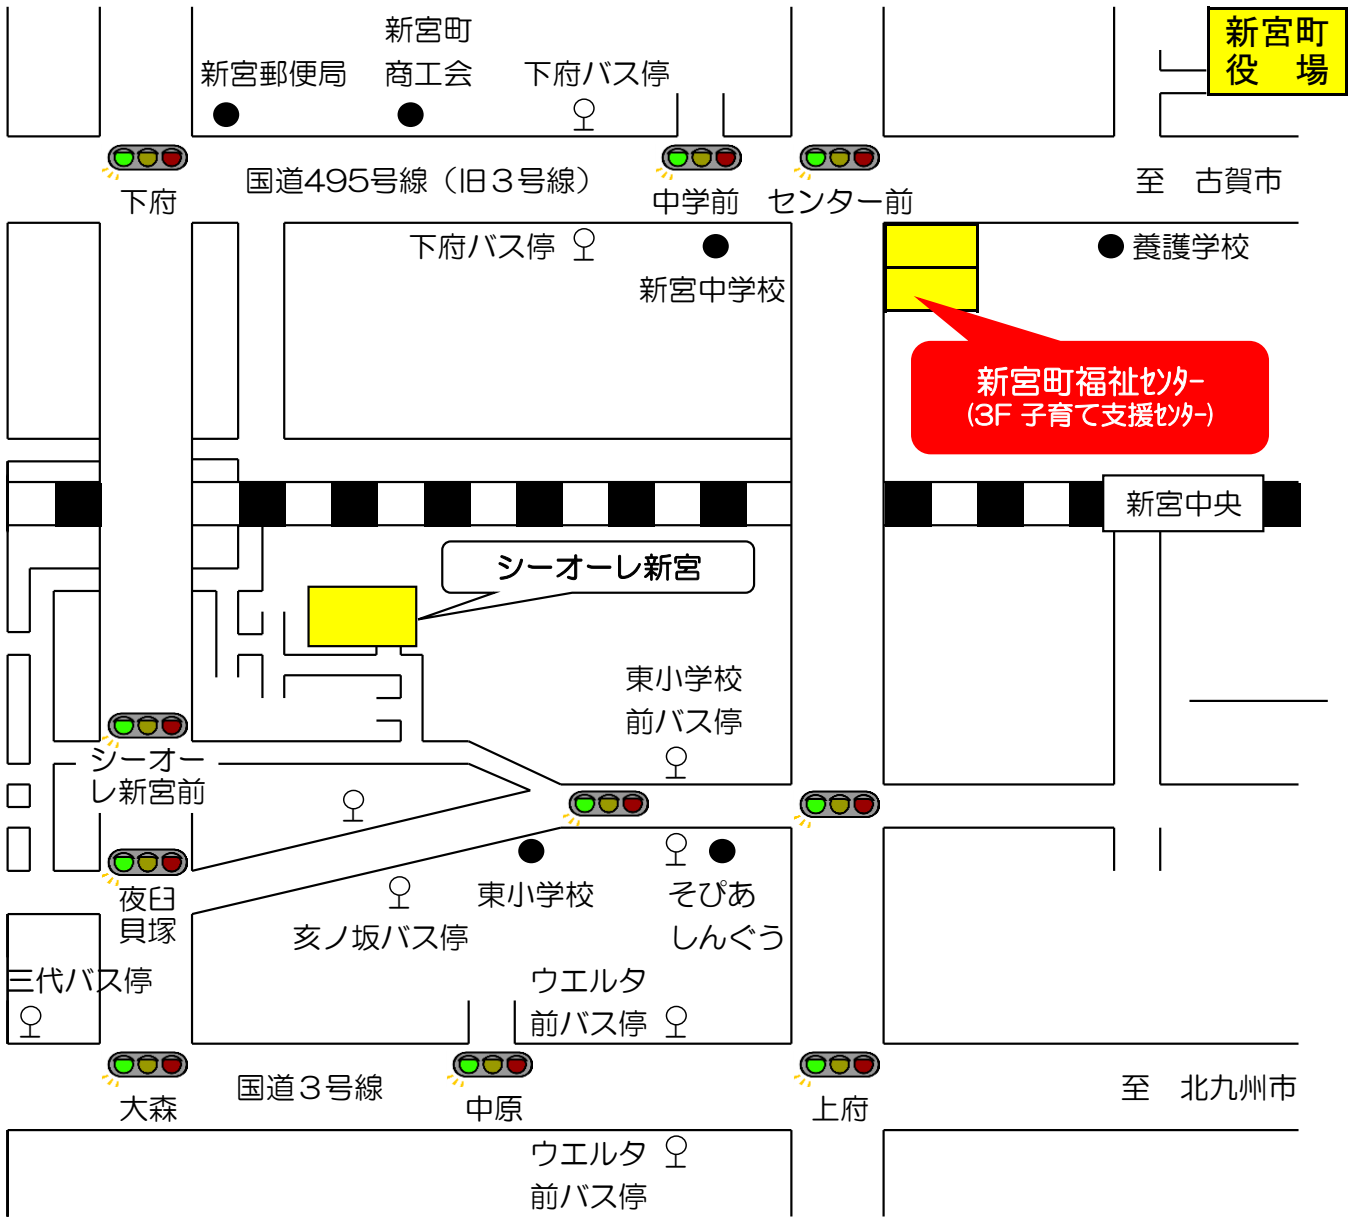 新宮町
役　場
新宮町
新宮郵便局
商工会
下府バス停
国道495号線（旧３号線）
下府
中学前
センター前
至　古賀市
下府バス停
新宮中学校
養護学校
新宮町福祉ｾﾝﾀｰ
(3F 子育て支援ｾﾝﾀｰ)
新宮中央
シーオーレ新宮
東小学校
前バス停
シーオー
レ新宮前
夜臼
貝塚
東小学校
そぴあ
しんぐう
亥ノ坂バス停
三代バス停
ウエルタ
前バス停
大森
国道３号線
中原
上府
至　北九州市
ウエルタ
前バス停